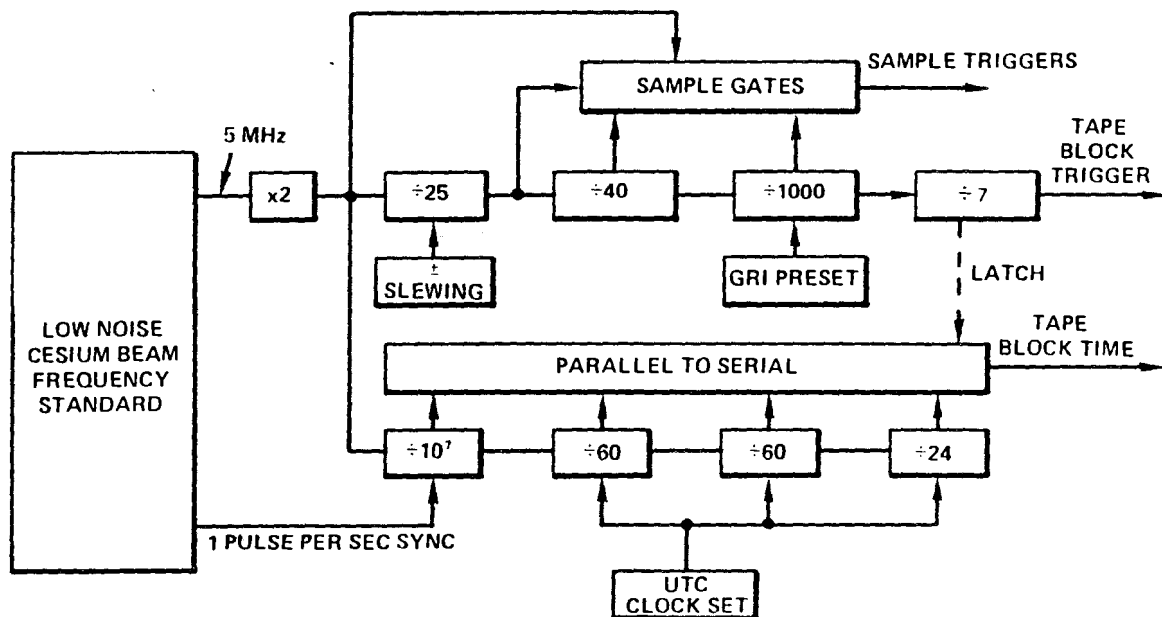 SAMPLE GATES
SAMPLE TRIGGERS
5 MHz
x2
÷25
÷40
÷1000
÷7
TAPE
BLOCK
TRIGGER
±
SLEWING
GRI PRESET
LATCH
LOW NOISE
CESIUM BEAM
FREQUENCY
STANDARD
PARALLEL TO SERIAL
TAPE
BLOCK TIME
÷10⁷
÷60
÷60
÷24
1 PULSE PER SEC SYNC
UTC
CLOCK SET